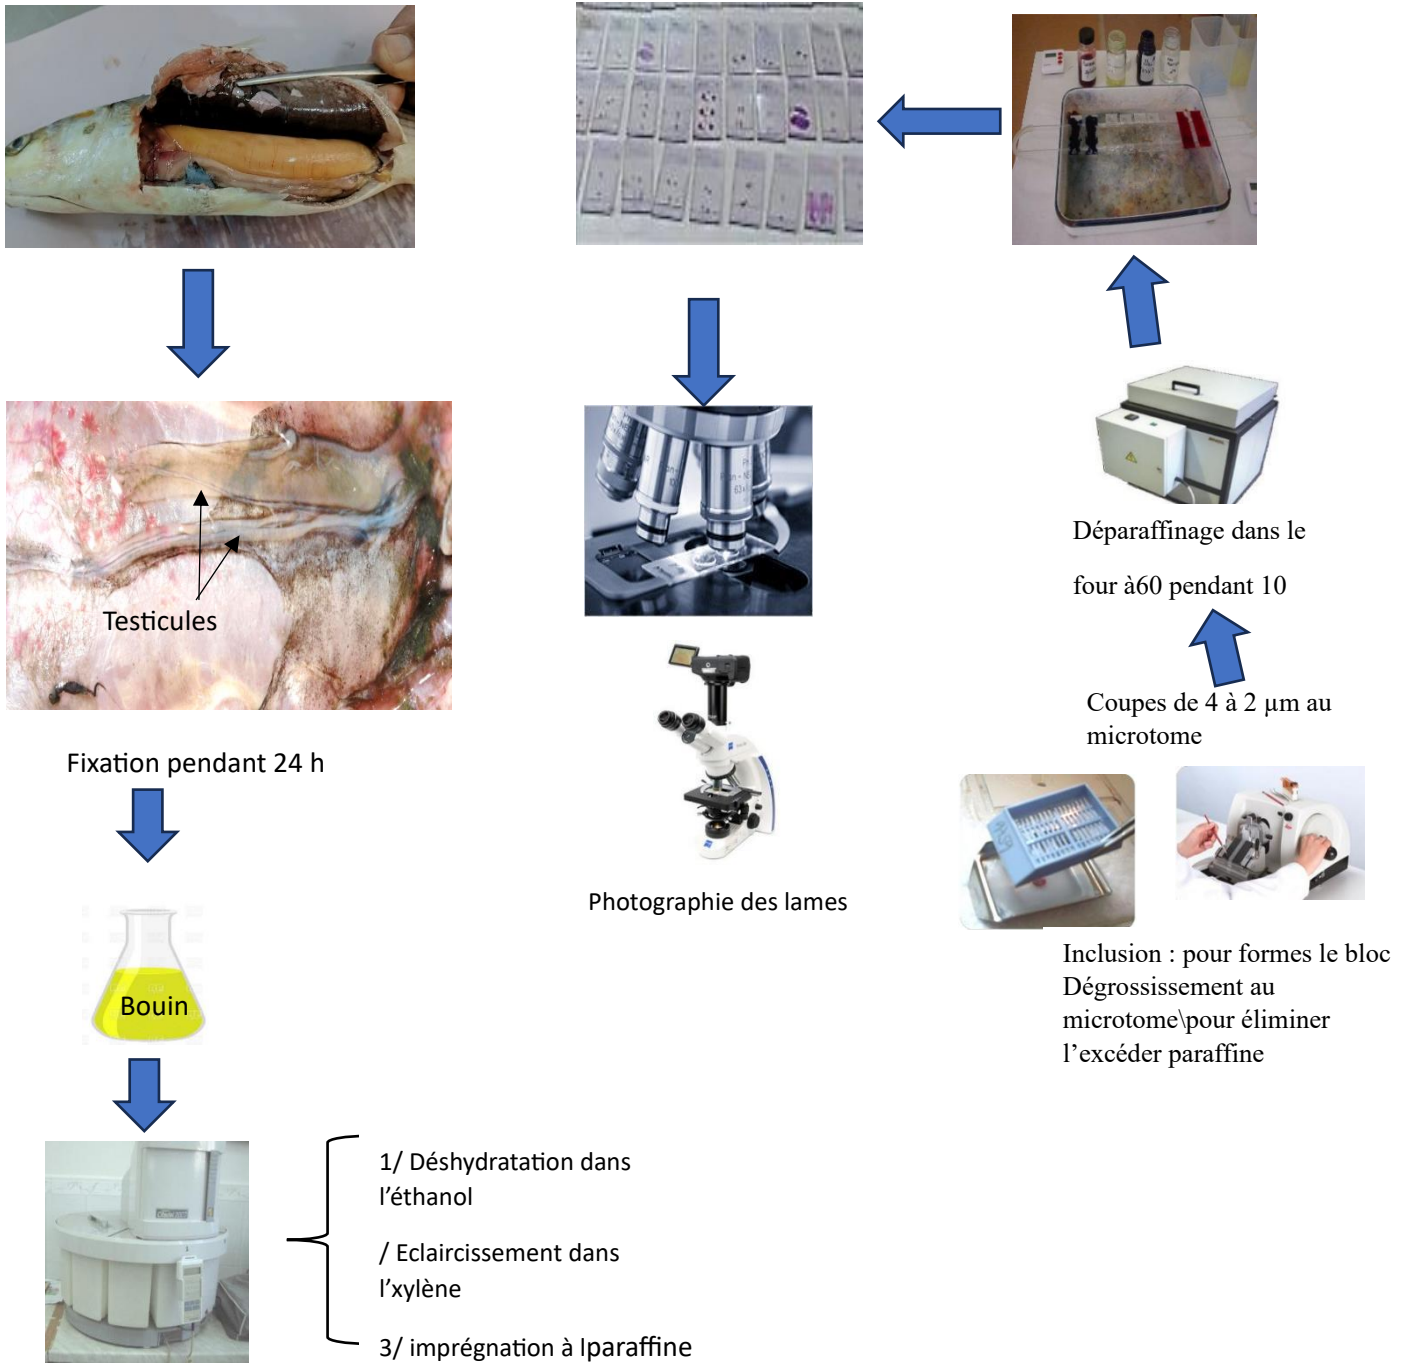 Testicules
Fixation pendant 24 h
Bouin
1/ Déshydratation dans
l'éthanol
/ Eclaircissement dans
l'xylène
3/ imprégnation à lparaffine
Photographie des lames
Déparaffinage dans le
four à60 pendant 10
Coupes de 4 à 2 µm au
microtome
Inclusion : pour formes le bloc
Dégrossissement au
microtome\pour éliminer
l'excéder paraffine